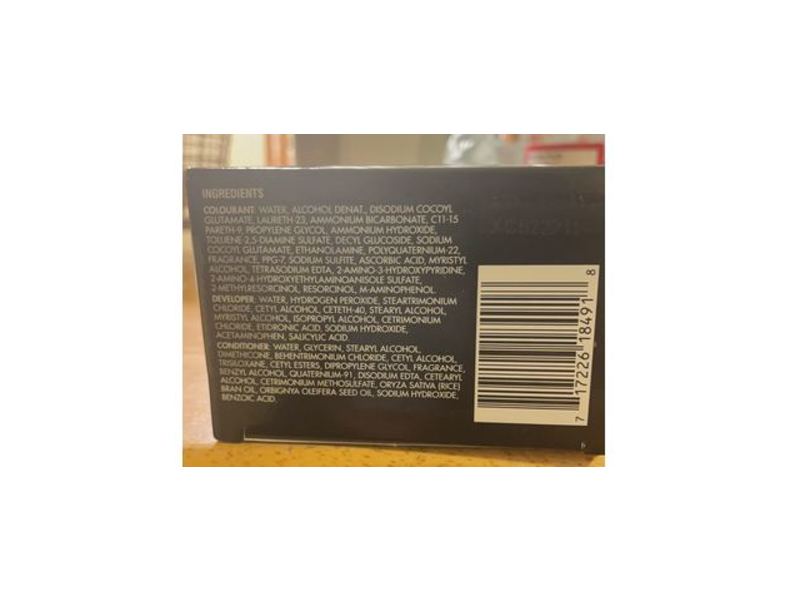 INGREDIENTS
COLOURANT: WATER, ALCOHOL DENAT., DISODIUM COCOYL
GLUTAMATE, LAURETH-23, AMMONIUM BICARBONATE, C11-15
PARETH-9, PROPYLENE GLYCOL, AMMONIUM HYDROXIDE,
TOLUENE-2,5-DIAMINE SULFATE, DECYL GLUCOSIDE, SODIUM
COCOYL GLUTAMATE, ETHANOLAMINE, POLYQUATERNIUM-22,
FRAGRANCE, PPG-7, SODIUM SULFITE, ASCORBIC ACID, MYRISTYL
ALCOHOL, TETRASODIUM EDTA, 2-AMINO-3-HYDROXYPYRIDINE,
2-AMINO-4-HYDROXYETHYLAMINOANISOLE SULFATE,
2-METHYLRESORCINOL, RESORCINOL, M-AMINOPHENOL.
DEVELOPER: WATER, HYDROGEN PEROXIDE, STEARTRIMONIUM
CHLORIDE, CETYL ALCOHOL, CETETH-40, STEARYL ALCOHOL,
MYRISTYL ALCOHOL, ISOPROPYL ALCOHOL, CETRIMONIUM
CHLORIDE, ETIDRONIC ACID, SODIUM HYDROXIDE,
ACETAMINOPHEN, SALICYLIC ACID.
CONDITIONER: WATER, GLYCERIN, STEARYL ALCOHOL,
DIMETHICONE, BEHENTRIMONIUM CHLORIDE, CETYL ALCOHOL,
TRISILOXANE, CETYL ESTERS, DIPROPYLENE GLYCOL, FRAGRANCE,
BENZYL ALCOHOL, QUATERNIUM-91, DISODIUM EDTA, CETEARYL
ALCOHOL, CETRIMONIUM METHOSULFATE, ORYZA SATIVA (RICE)
BRAN OIL, ORBIGNYA OLEIFERA SEED OIL, SODIUM HYDROXIDE,
BENZOIC ACID.
7 17226 18491 8